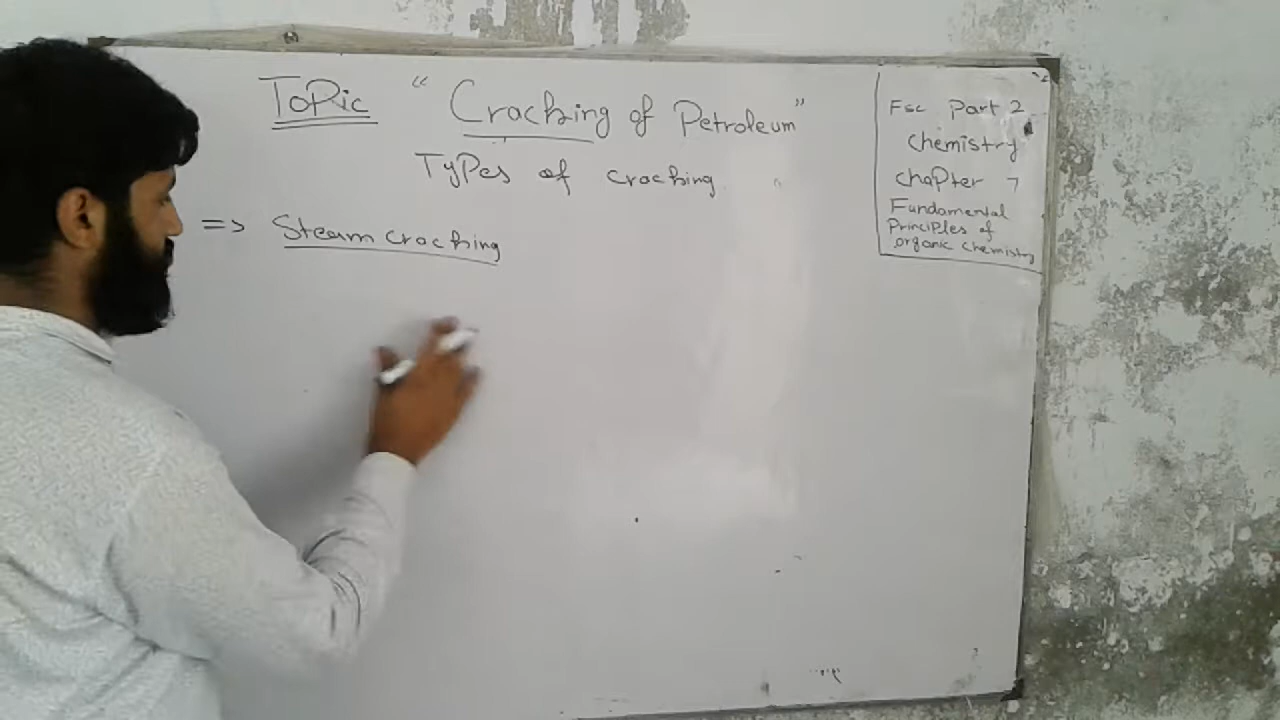 Topic "Cracking of Petroleum"
Types of cracking
=> Steam cracking
Fsc Part 2
chemistry
chapter 7
Fundamental
Principles of
organic chemistry